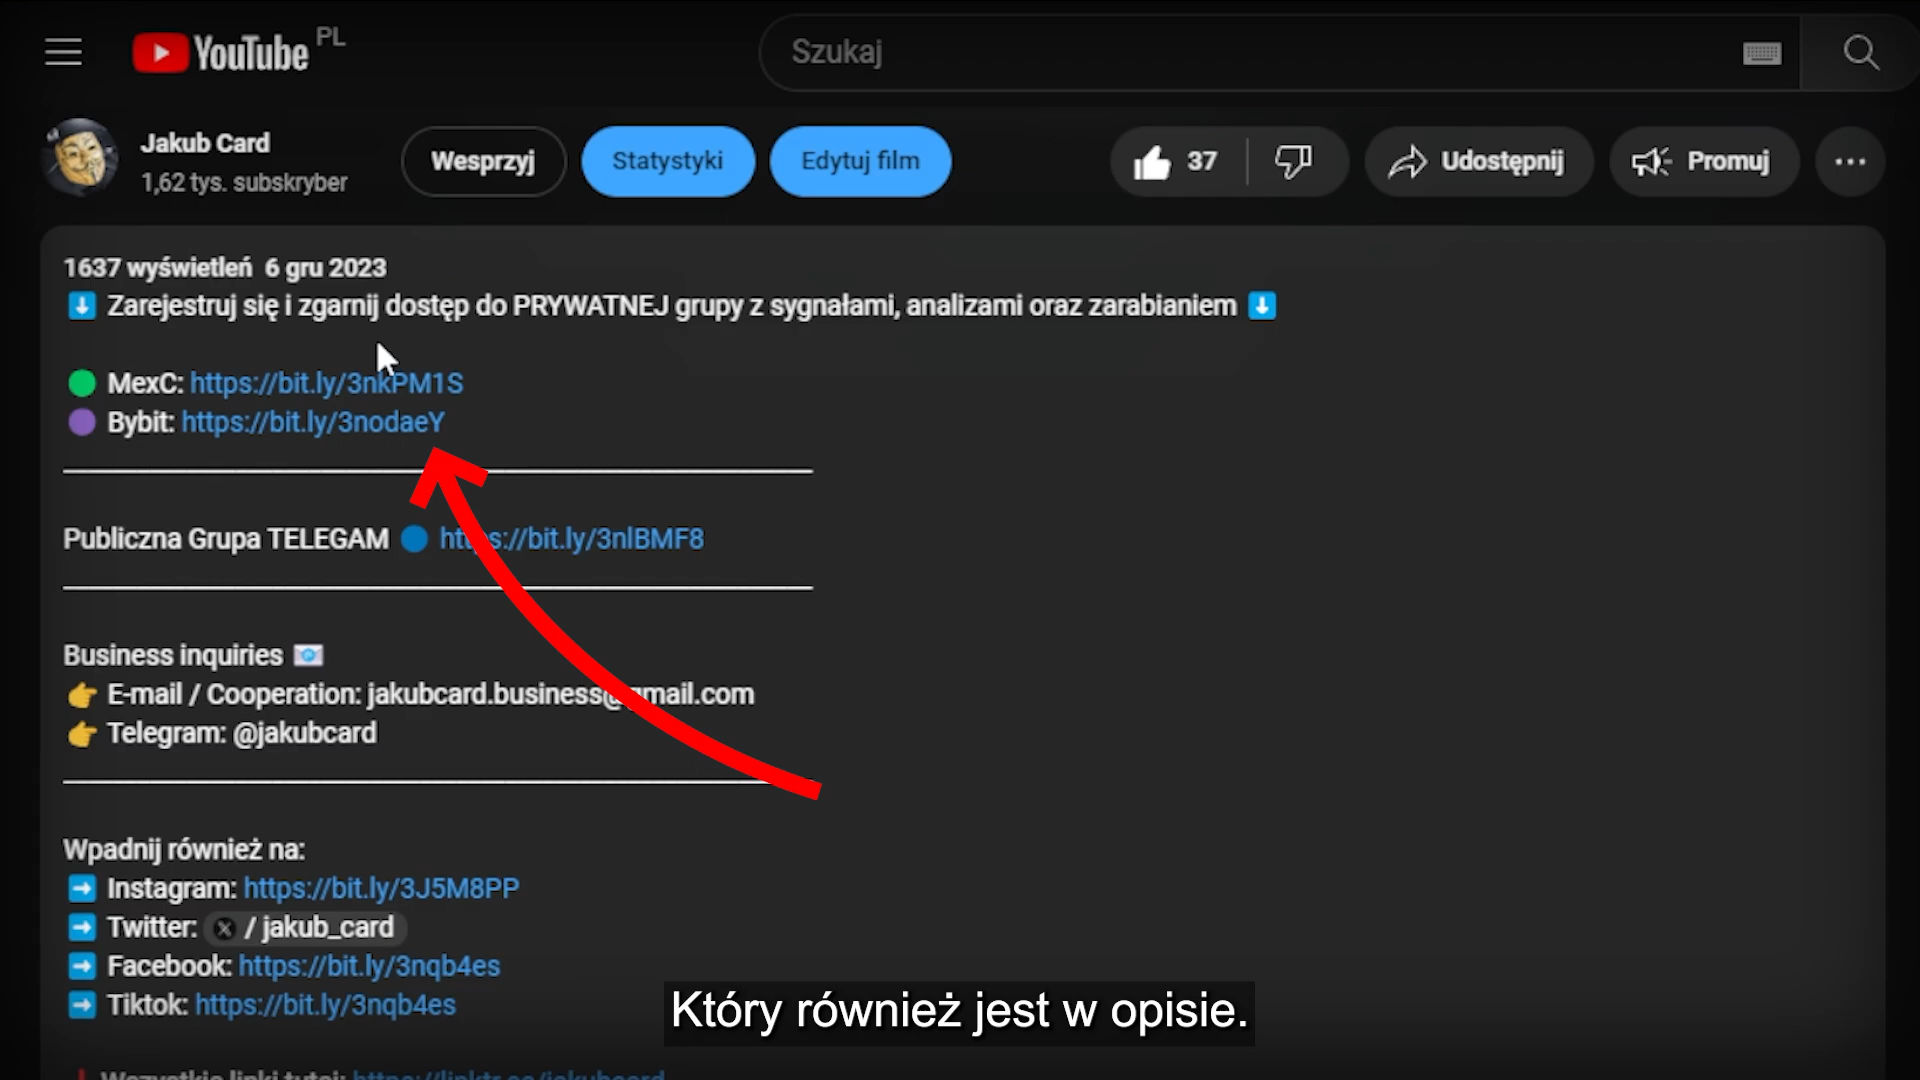 YouTube PL
Szukaj
Jakub Card
1,62 tys. subskryber
Wesprzyj
Statystyki
Edytuj film
37
Udostępnij
Promuj
1637 wyświetleń 6 gru 2023
⬇️ Zarejestruj się i zgarnij dostęp do PRYWATNEJ grupy z sygnałami, analizami oraz zarabianiem ⬇️
🟢 MexC: https://bit.ly/3nkPM1S
🟣 Bybit: https://bit.ly/3nodaeY
Publiczna Grupa TELEGAM 🔵 https://bit.ly/3nlBMF8
Business inquiries 📧
👉 E-mail / Cooperation: jakubcard.business@gmail.com
👉 Telegram: @jakubcard
Wpadnij również na:
➡️ Instagram: https://bit.ly/3J5M8PP
➡️ Twitter: X / jakub_card
➡️ Facebook: https://bit.ly/3nqb4es
➡️ Tiktok: https://bit.ly/3nqb4es
Który również jest w opisie.
Wszystkie linki tutaj: https://linktr.ee/jakubcard